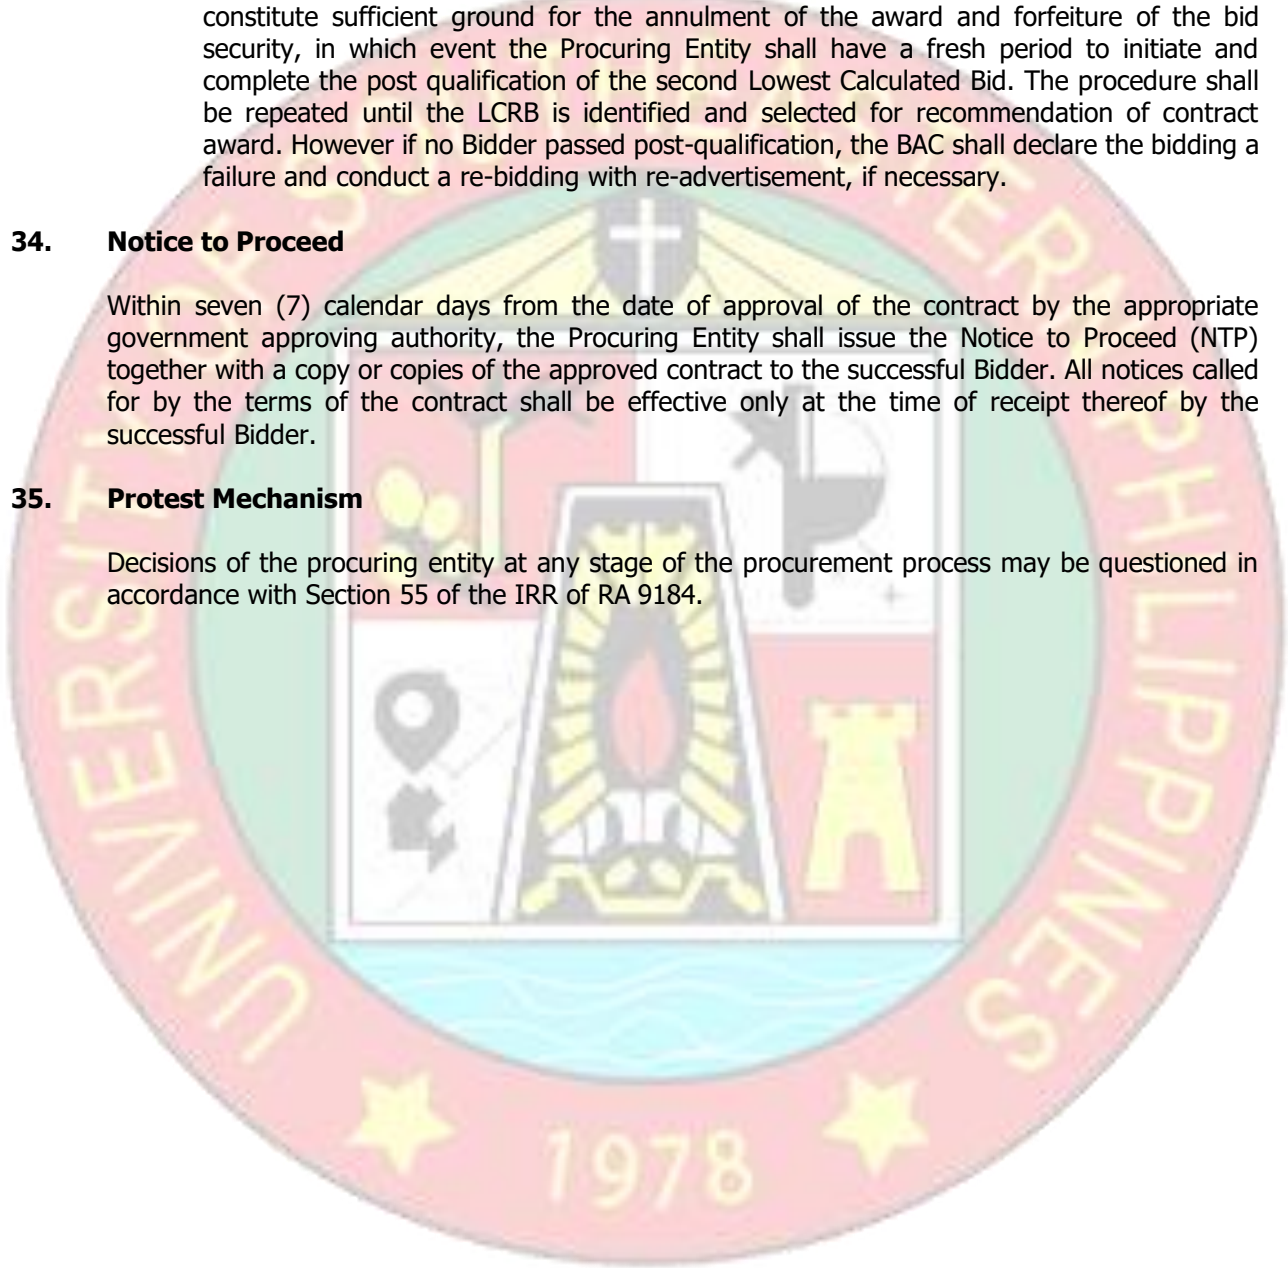 constitute sufficient ground for the annulment of the award and forfeiture of the bid
security, in which event the Procuring Entity shall have a fresh period to initiate and
complete the post qualification of the second Lowest Calculated Bid. The procedure shall
be repeated until the LCRB is identified and selected for recommendation of contract
award. However if no Bidder passed post-qualification, the BAC shall declare the bidding a
failure and conduct a re-bidding with re-advertisement, if necessary.
34. Notice to Proceed
Within seven (7) calendar days from the date of approval of the contract by the appropriate
government approving authority, the Procuring Entity shall issue the Notice to Proceed (NTP)
together with a copy or copies of the approved contract to the successful Bidder. All notices called
for by the terms of the contract shall be effective only at the time of receipt thereof by the
successful Bidder.
35. Protest Mechanism
Decisions of the procuring entity at any stage of the procurement process may be questioned in
accordance with Section 55 of the IRR of RA 9184.
UNIVERSITY OF SOUTHEASTERN PHILIPPINES
1978